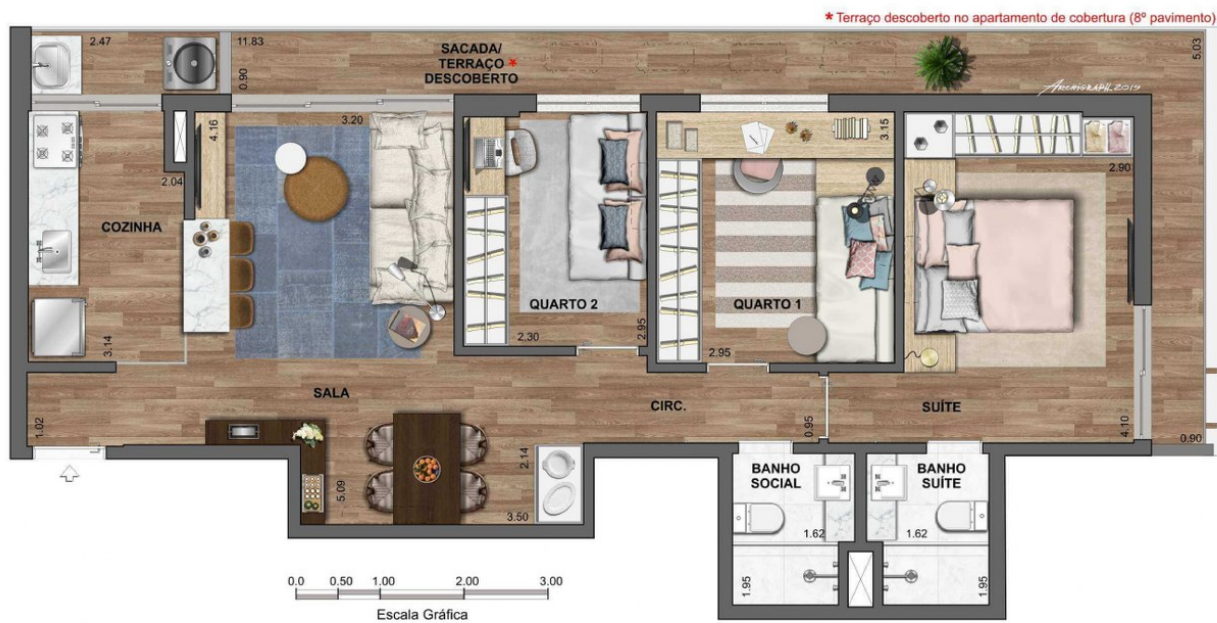 * Terraço descoberto no apartamento de cobertura (8º pavimento)
2.47
11.83
5.03
SACADA/
TERRAÇO *
DESCOBERTO
0.90
ARCHIGRAPH.2019
3.20
4.16
3.15
2.04
2.90
COZINHA
QUARTO 2
QUARTO 1
2.30
2.95
3.14
2.95
SALA
CIRC.
SUÍTE
1.02
0.95
4.10
0.90
2.14
BANHO
SOCIAL
BANHO
SUÍTE
5.09
3.50
1.62
1.62
1.95
1.95
0.0 0.50 1.00 2.00 3.00
Escala Gráfica